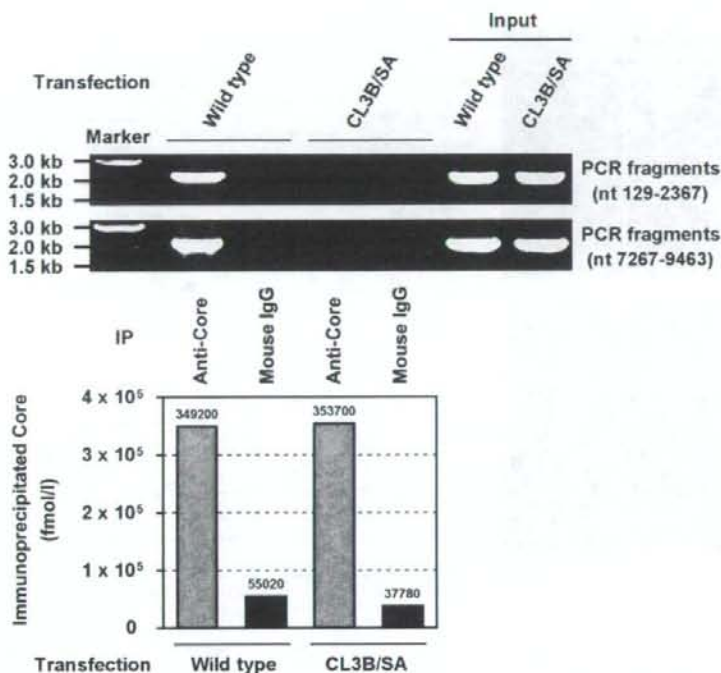 Input
Transfection
Wild type
CL3B/SA
Wild type
CL3B/SA
Marker
3.0 kb
2.0 kb
1.5 kb
PCR fragments
(nt 129-2367)
3.0 kb
2.0 kb
1.5 kb
PCR fragments
(nt 7267-9463)
IP
Anti-Core
Mouse IgG
Anti-Core
Mouse IgG
Immunoprecipitated Core
(fmol/l)
4 x 10⁵
3 x 10⁵
2 x 10⁵
1 x 10⁵
0
349200
55020
353700
37780
Transfection
Wild type
CL3B/SA